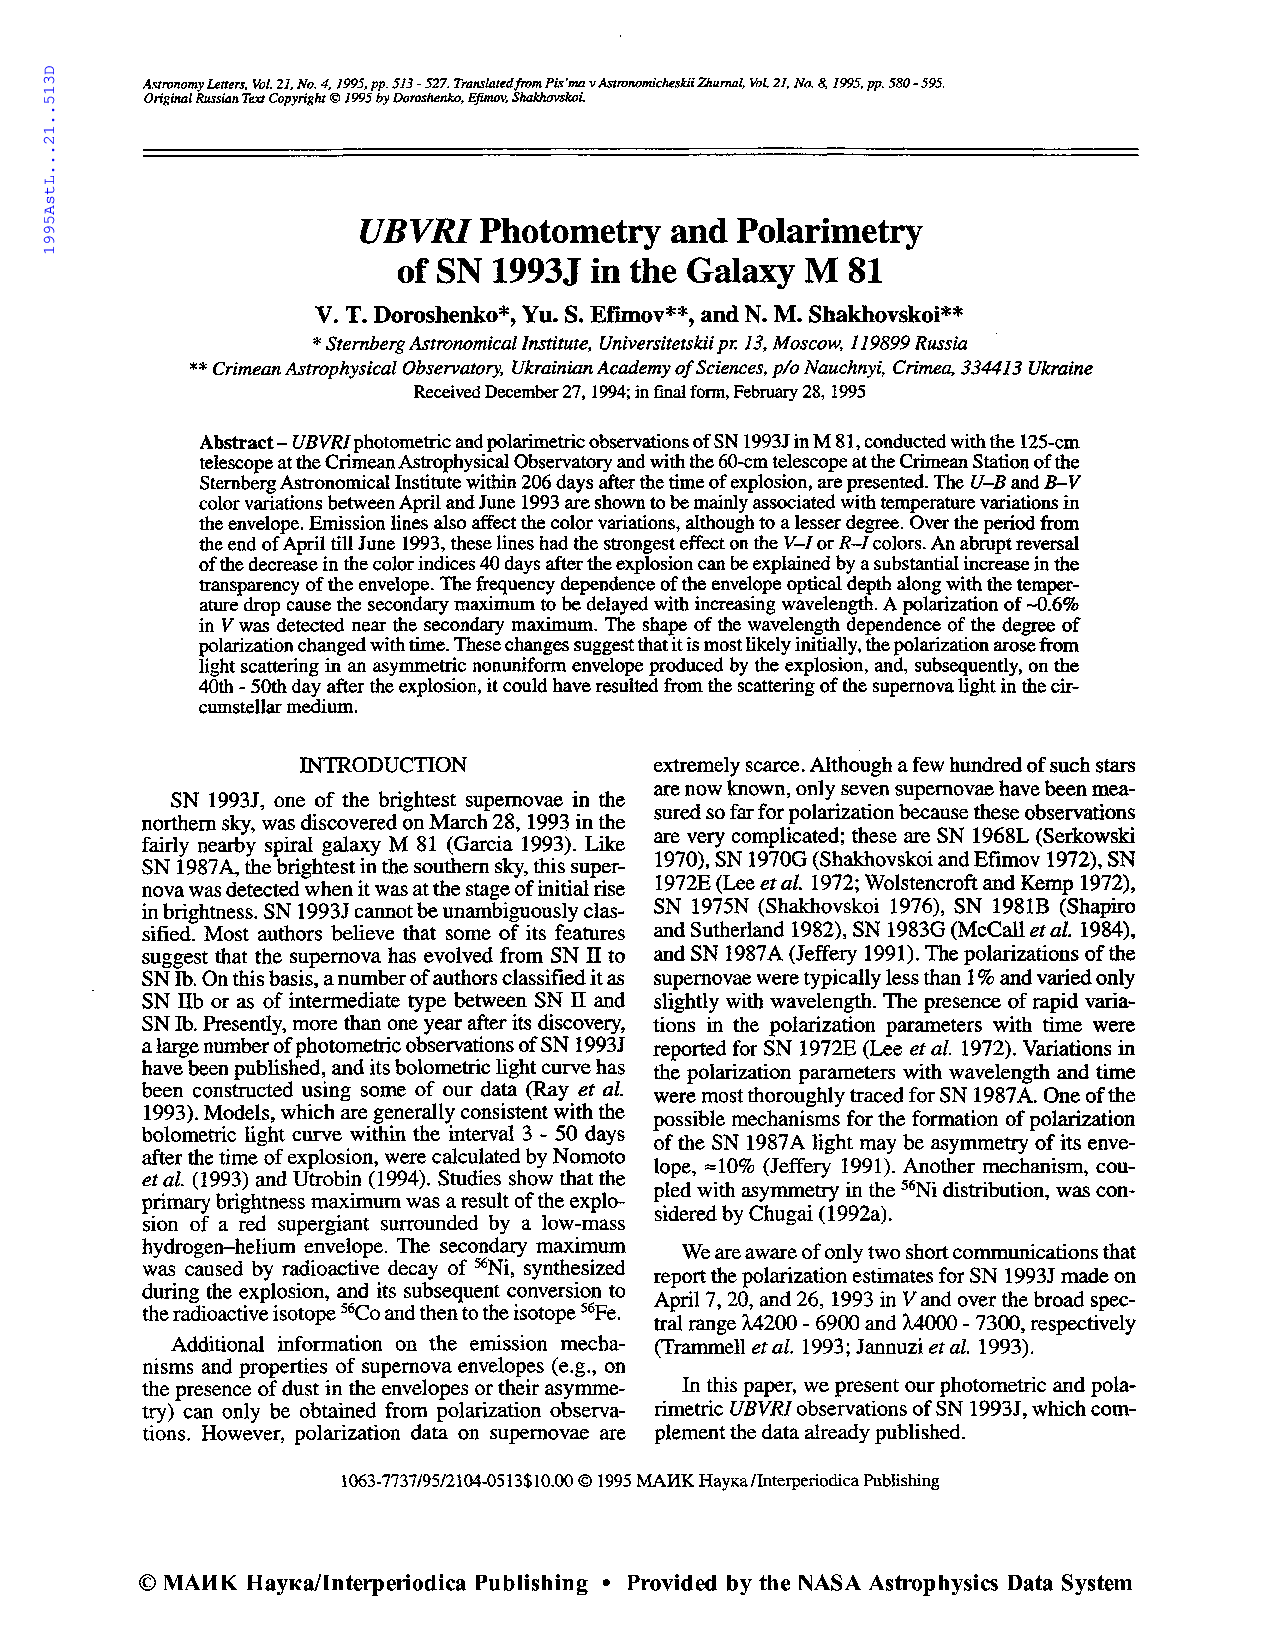 1995AstL...21..513D
Astronomy Letters, Vol. 21, No. 4, 1995, pp. 513 - 527. Translated from Pis'ma v Astronomicheskii Zhurnal, Vol. 21, No. 8, 1995, pp. 580 - 595.
Original Russian Text Copyright © 1995 by Doroshenko, Efimov, Shakhovskoi.
UBVRI Photometry and Polarimetry
of SN 1993J in the Galaxy M 81
V. T. Doroshenko*, Yu. S. Efimov**, and N. M. Shakhovskoi**
* Sternberg Astronomical Institute, Universitetskii pr. 13, Moscow, 119899 Russia
** Crimean Astrophysical Observatory, Ukrainian Academy of Sciences, p/o Nauchnyi, Crimea, 334413 Ukraine
Received December 27, 1994; in final form, February 28, 1995
Abstract – UBVRI photometric and polarimetric observations of SN 1993J in M 81, conducted with the 125-cm
telescope at the Crimean Astrophysical Observatory and with the 60-cm telescope at the Crimean Station of the
Sternberg Astronomical Institute within 206 days after the time of explosion, are presented. The U–B and B–V
color variations between April and June 1993 are shown to be mainly associated with temperature variations in
the envelope. Emission lines also affect the color variations, although to a lesser degree. Over the period from
the end of April till June 1993, these lines had the strongest effect on the V–I or R–I colors. An abrupt reversal
of the decrease in the color indices 40 days after the explosion can be explained by a substantial increase in the
transparency of the envelope. The frequency dependence of the envelope optical depth along with the temper-
ature drop cause the secondary maximum to be delayed with increasing wavelength. A polarization of ~0.6%
in V was detected near the secondary maximum. The shape of the wavelength dependence of the degree of
polarization changed with time. These changes suggest that it is most likely initially, the polarization arose from
light scattering in an asymmetric nonuniform envelope produced by the explosion, and, subsequently, on the
40th - 50th day after the explosion, it could have resulted from the scattering of the supernova light in the cir-
cumstellar medium.
INTRODUCTION
SN 1993J, one of the brightest supernovae in the
northern sky, was discovered on March 28, 1993 in the
fairly nearby spiral galaxy M 81 (Garcia 1993). Like
SN 1987A, the brightest in the southern sky, this super-
nova was detected when it was at the stage of initial rise
in brightness. SN 1993J cannot be unambiguously clas-
sified. Most authors believe that some of its features
suggest that the supernova has evolved from SN II to
SN Ib. On this basis, a number of authors classified it as
SN IIb or as of intermediate type between SN II and
SN Ib. Presently, more than one year after its discovery,
a large number of photometric observations of SN 1993J
have been published, and its bolometric light curve has
been constructed using some of our data (Ray et al.
1993). Models, which are generally consistent with the
bolometric light curve within the interval 3 - 50 days
after the time of explosion, were calculated by Nomoto
et al. (1993) and Utrobin (1994). Studies show that the
primary brightness maximum was a result of the explo-
sion of a red supergiant surrounded by a low-mass
hydrogen–helium envelope. The secondary maximum
was caused by radioactive decay of ⁵⁶Ni, synthesized
during the explosion, and its subsequent conversion to
the radioactive isotope ⁵⁶Co and then to the isotope ⁵⁶Fe.
Additional information on the emission mecha-
nisms and properties of supernova envelopes (e.g., on
the presence of dust in the envelopes or their asymme-
try) can only be obtained from polarization observa-
tions. However, polarization data on supernovae are
extremely scarce. Although a few hundred of such stars
are now known, only seven supernovae have been mea-
sured so far for polarization because these observations
are very complicated; these are SN 1968L (Serkowski
1970), SN 1970G (Shakhovskoi and Efimov 1972), SN
1972E (Lee et al. 1972; Wolstencroft and Kemp 1972),
SN 1975N (Shakhovskoi 1976), SN 1981B (Shapiro
and Sutherland 1982), SN 1983G (McCall et al. 1984),
and SN 1987A (Jeffery 1991). The polarizations of the
supernovae were typically less than 1% and varied only
slightly with wavelength. The presence of rapid varia-
tions in the polarization parameters with time were
reported for SN 1972E (Lee et al. 1972). Variations in
the polarization parameters with wavelength and time
were most thoroughly traced for SN 1987A. One of the
possible mechanisms for the formation of polarization
of the SN 1987A light may be asymmetry of its enve-
lope, ≈10% (Jeffery 1991). Another mechanism, cou-
pled with asymmetry in the ⁵⁶Ni distribution, was con-
sidered by Chugai (1992a).
We are aware of only two short communications that
report the polarization estimates for SN 1993J made on
April 7, 20, and 26, 1993 in V and over the broad spec-
tral range λ4200 - 6900 and λ4000 - 7300, respectively
(Trammell et al. 1993; Jannuzi et al. 1993).
In this paper, we present our photometric and pola-
rimetric UBVRI observations of SN 1993J, which com-
plement the data already published.
1063-7737/95/2104-0513$10.00 © 1995 МАИК Наука/Interperiodica Publishing
© МАИК Наука/Interperiodica Publishing • Provided by the NASA Astrophysics Data System